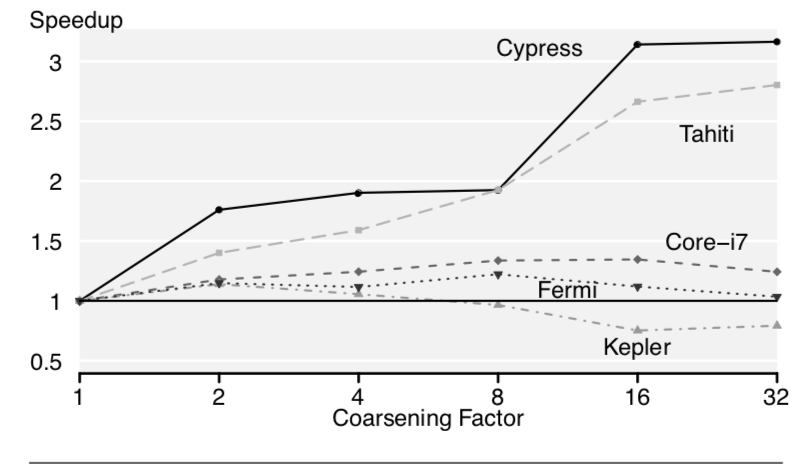 Speedup
3
Cypress
2.5
Tahiti
2
1.5
Core–i7
1
Fermi
Kepler
0.5
1 2 4 8 16 32
Coarsening Factor